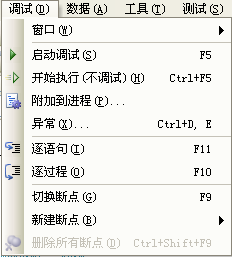 调试(D) 数据(A) 工具(T) 测试(S)
窗口(W)
启动调试(S) F5
开始执行(不调试)(H) Ctrl+F5
附加到进程(P)...
异常(X)... Ctrl+D, E
逐语句(I) F11
逐过程(O) F10
切换断点(G) F9
新建断点(B)
删除所有断点(D) Ctrl+Shift+F9